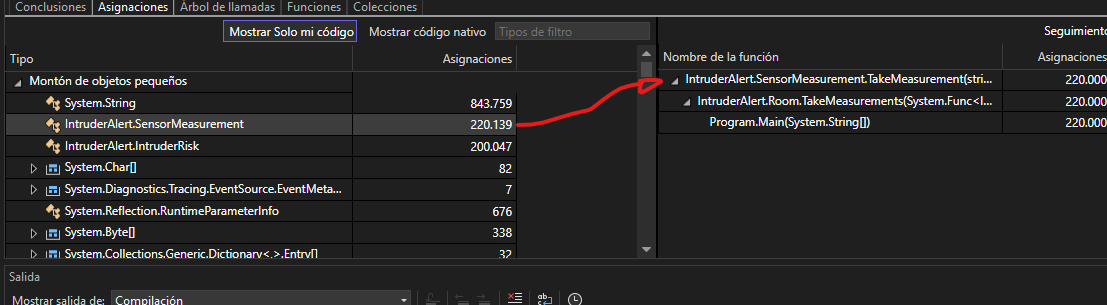 Conclusiones Asignaciones Árbol de llamadas Funciones Colecciones
Mostrar Solo mi código Mostrar código nativo Tipos de filtro
Seguimiento
Tipo Asignaciones
Nombre de la función Asignaciones
Montón de objetos pequeños
System.String 843.759
IntruderAlert.SensorMeasurement 220.139
IntruderAlert.IntruderRisk 200.047
System.Char[] 82
System.Diagnostics.Tracing.EventSource.EventMeta... 7
System.Reflection.RuntimeParameterInfo 676
System.Byte[] 338
System.Collections.Generic.Dictionary<,>.Entry[] 32
IntruderAlert.SensorMeasurement.TakeMeasurement(stri... 220.000
IntruderAlert.Room.TakeMeasurements(System.Func<I... 220.000
Program.Main(System.String[]) 220.000
Salida
Mostrar salida de: Compilación